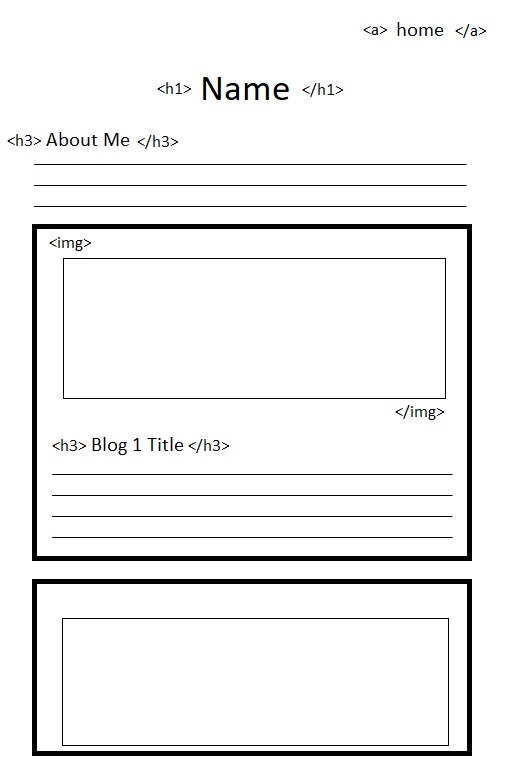 <a> home </a>
<h1> Name </h1>
<h3> About Me </h3>
<img>
</img>
<h3> Blog 1 Title </h3>